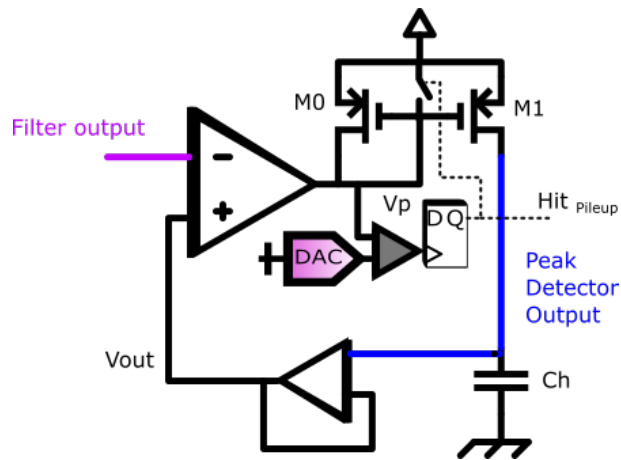 M0
M1
Filter output
−
+
Vp
D Q
Hit Pileup
DAC
Peak
Detector
Output
Vout
Ch